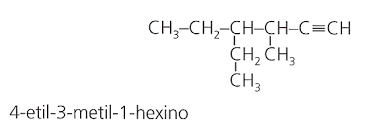 CH₃–CH₂–CH–CH–C≡CH
CH₂ CH₃
CH₃
4-etil-3-metil-1-hexino